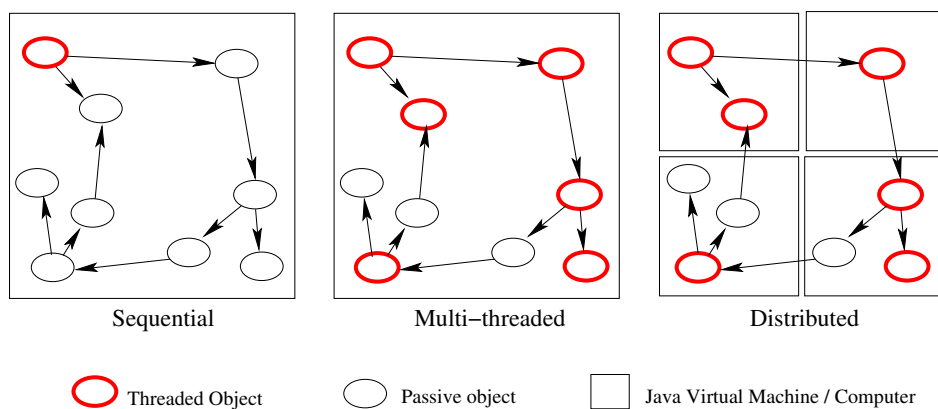 Sequential
Multi−threaded
Distributed
Threaded Object
Passive object
Java Virtual Machine / Computer